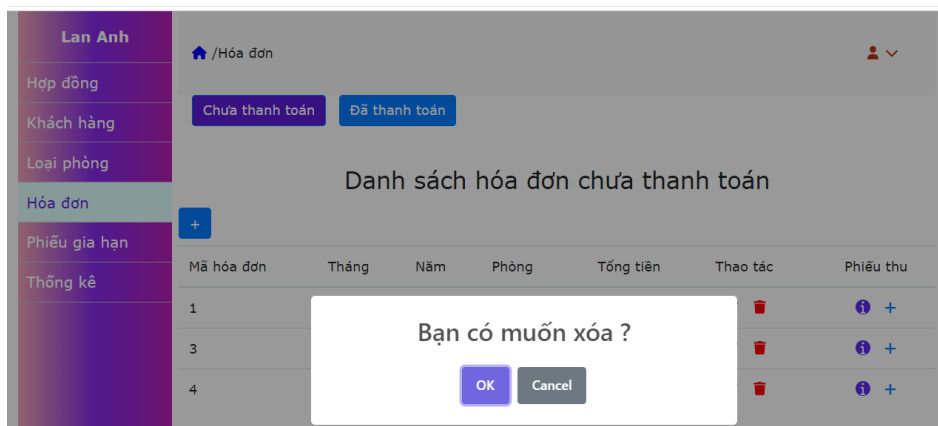 Lan Anh
Hợp đồng
Khách hàng
Loại phòng
Hóa đơn
Phiếu gia hạn
Thống kê
/Hóa đơn
Chưa thanh toán
Đã thanh toán
Danh sách hóa đơn chưa thanh toán
+
Mã hóa đơn Tháng Năm Phòng Tổng tiền Thao tác Phiếu thu
1 +
3 +
4 +
Bạn có muốn xóa ?
OK Cancel